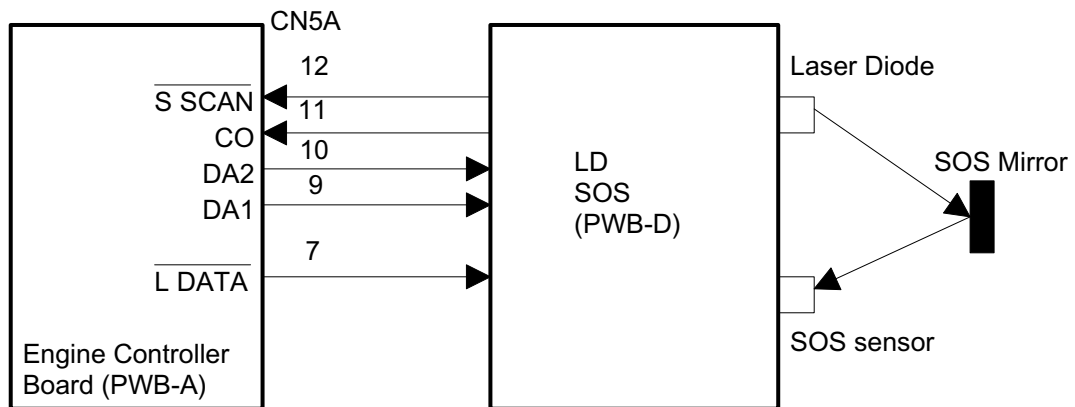 CN5A
12
S SCAN
11
CO
10
DA2
9
DA1
7
L DATA
Engine Controller
Board (PWB-A)
LD
SOS
(PWB-D)
Laser Diode
SOS Mirror
SOS sensor